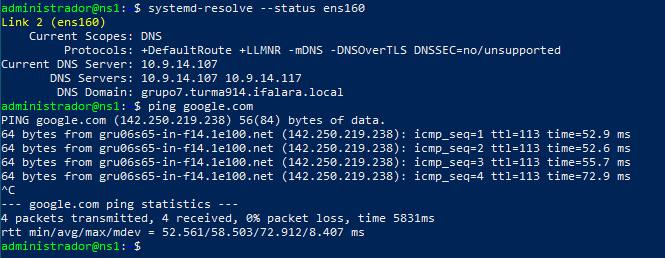 administrador@ns1:~$ systemd-resolve --status ens160
Link 2 (ens160)
Current Scopes: DNS
Protocols: +DefaultRoute +LLMNR -mDNS -DNSOverTLS DNSSEC=no/unsupported
Current DNS Server: 10.9.14.107
DNS Servers: 10.9.14.107 10.9.14.117
DNS Domain: grupo7.turma914.ifalara.local
administrador@ns1:~$ ping google.com
PING google.com (142.250.219.238) 56(84) bytes of data.
64 bytes from gru06s65-in-f14.1e100.net (142.250.219.238): icmp_seq=1 ttl=113 time=52.9 ms
64 bytes from gru06s65-in-f14.1e100.net (142.250.219.238): icmp_seq=2 ttl=113 time=52.6 ms
64 bytes from gru06s65-in-f14.1e100.net (142.250.219.238): icmp_seq=3 ttl=113 time=55.7 ms
64 bytes from gru06s65-in-f14.1e100.net (142.250.219.238): icmp_seq=4 ttl=113 time=72.9 ms
^C
--- google.com ping statistics ---
4 packets transmitted, 4 received, 0% packet loss, time 5831ms
rtt min/avg/max/mdev = 52.561/58.503/72.912/8.407 ms
administrador@ns1:~$